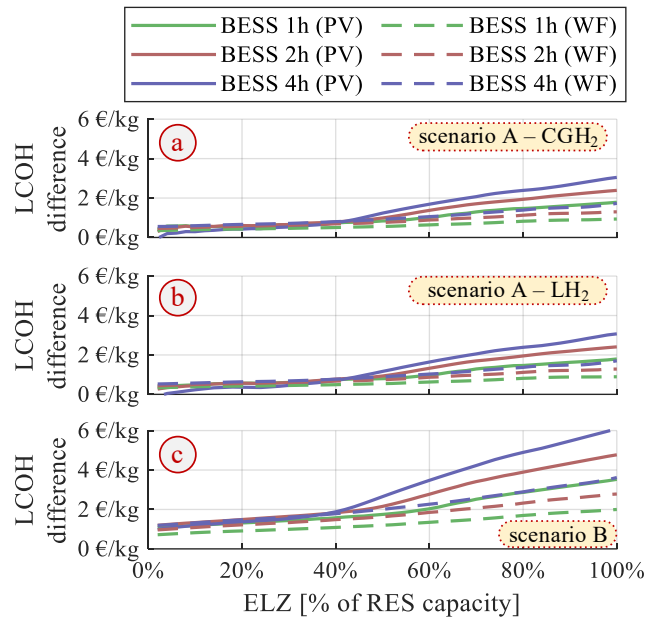 BESS 1h (PV) BESS 1h (WF)
BESS 2h (PV) BESS 2h (WF)
BESS 4h (PV) BESS 4h (WF)
6 €/kg
4 €/kg
2 €/kg
0 €/kg
LCOH
difference
a
scenario A – CGH₂
6 €/kg
4 €/kg
2 €/kg
0 €/kg
LCOH
difference
b
scenario A – LH₂
6 €/kg
4 €/kg
2 €/kg
0 €/kg
LCOH
difference
c
scenario B
0% 20% 40% 60% 80% 100%
ELZ [% of RES capacity]